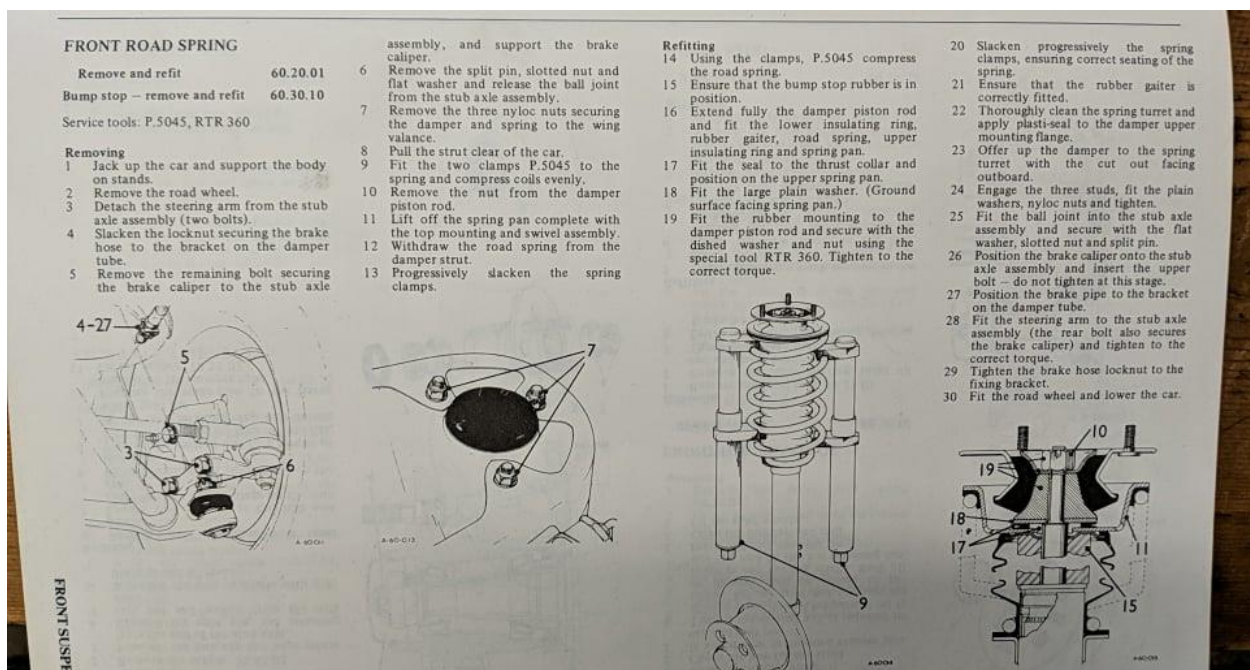 FRONT ROAD SPRING
Remove and refit 60.20.01
Bump stop — remove and refit 60.30.10
Service tools: P.5045, RTR 360
Removing
1 Jack up the car and support the body
on stands.
2 Remove the road wheel.
3 Detach the steering arm from the stub
axle assembly (two bolts).
4 Slacken the locknut securing the brake
hose to the bracket on the damper
tube.
5 Remove the remaining bolt securing
the brake caliper to the stub axle
assembly, and support the brake
caliper.
6 Remove the split pin, slotted nut and
flat washer and release the ball joint
from the stub axle assembly.
7 Remove the three nyloc nuts securing
the damper and spring to the wing
valance.
8 Pull the strut clear of the car.
9 Fit the two clamps P.5045 to the
spring and compress coils evenly.
10 Remove the nut from the damper
piston rod.
11 Lift off the spring pan complete with
the top mounting and swivel assembly.
12 Withdraw the road spring from the
damper strut.
13 Progressively slacken the spring
clamps.
Refitting
14 Using the clamps, P.5045 compress
the road spring.
15 Ensure that the bump stop rubber is in
position.
16 Extend fully the damper piston rod
and fit the lower insulating ring,
rubber gaiter, road spring, upper
insulating ring and spring pan.
17 Fit the seal to the thrust collar and
position on the upper spring pan.
18 Fit the large plain washer. (Ground
surface facing spring pan.)
19 Fit the rubber mounting to the
damper piston rod and secure with the
dished washer and nut using the
special tool RTR 360. Tighten to the
correct torque.
20 Slacken progressively the spring
clamps, ensuring correct seating of the
spring.
21 Ensure that the rubber gaiter is
correctly fitted.
22 Thoroughly clean the spring turret and
apply plasti-seal to the damper upper
mounting flange.
23 Offer up the damper to the spring
turret with the cut out facing
outboard.
24 Engage the three studs, fit the plain
washers, nyloc nuts and tighten.
25 Fit the ball joint into the stub axle
assembly and secure with the flat
washer, slotted nut and split pin.
26 Position the brake caliper onto the stub
axle assembly and insert the upper
bolt — do not tighten at this stage.
27 Position the brake pipe to the bracket
on the damper tube.
28 Fit the steering arm to the stub axle
assembly (the rear bolt also secures
the brake caliper) and tighten to the
correct torque.
29 Tighten the brake hose locknut to the
fixing bracket.
30 Fit the road wheel and lower the car.
4-27
5
3
6
7
A-60-013
9
10
19
18
17
11
15
FRONT